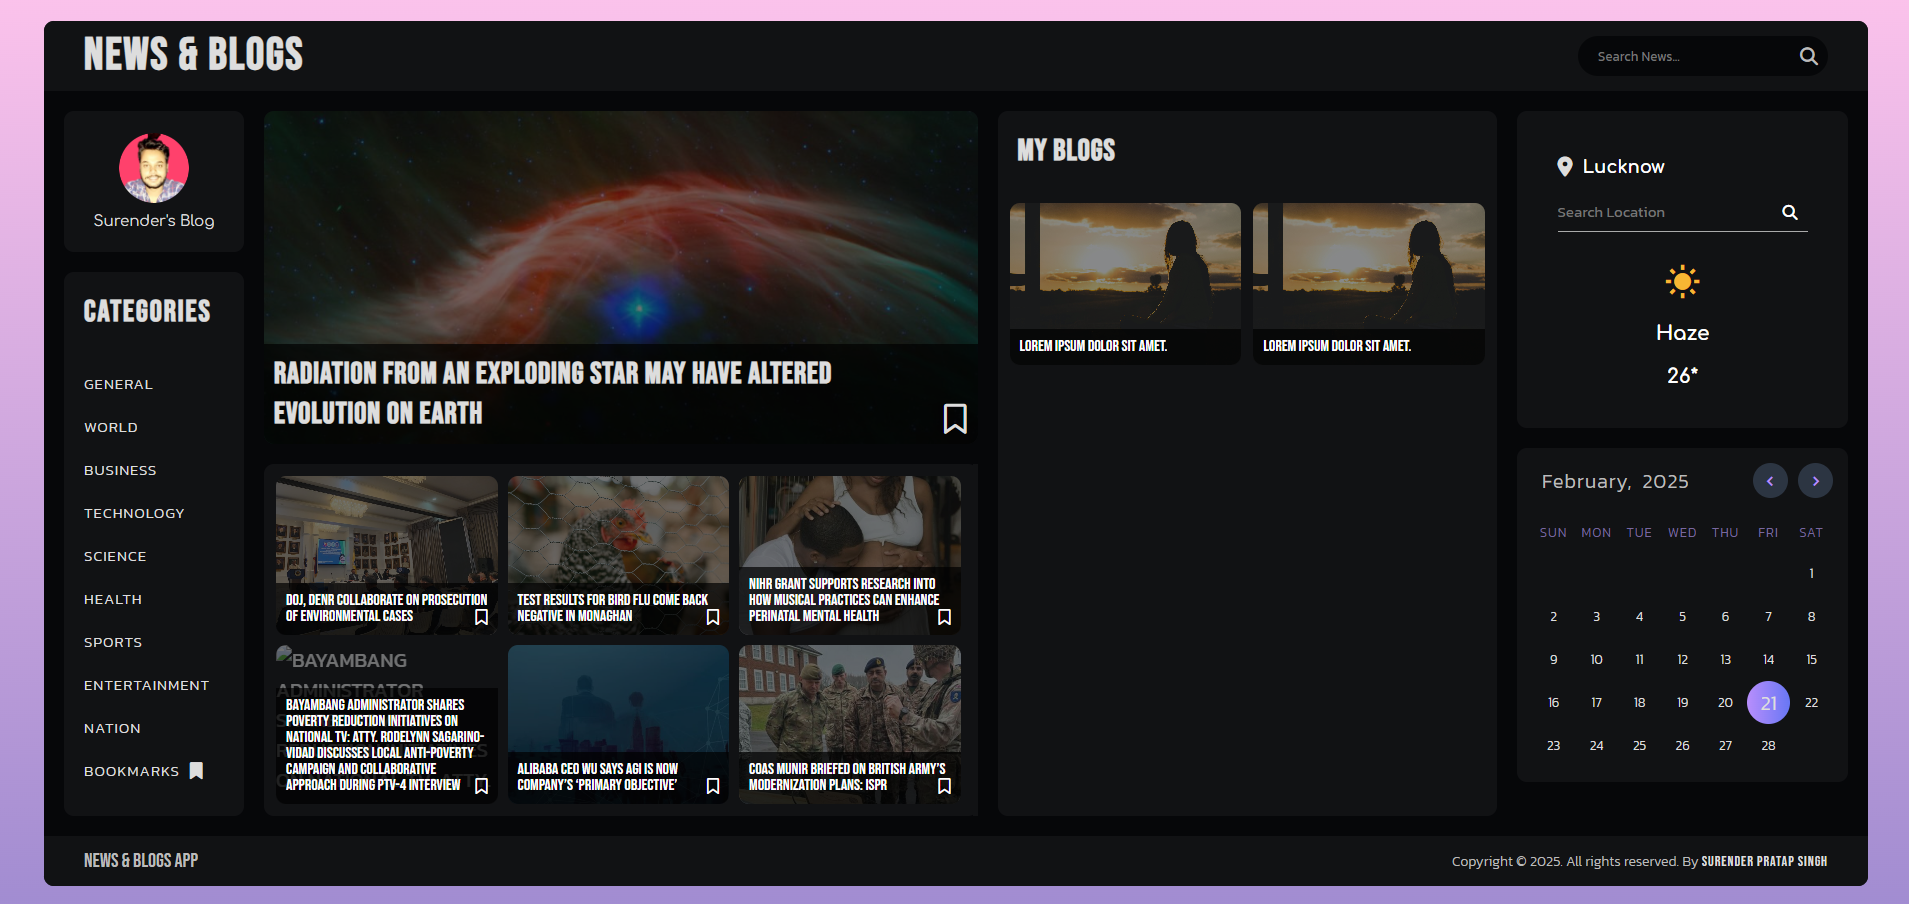 NEWS & BLOGS
Search News...
Surender's Blog
CATEGORIES
GENERAL
WORLD
BUSINESS
TECHNOLOGY
SCIENCE
HEALTH
SPORTS
ENTERTAINMENT
NATION
BOOKMARKS
RADIATION FROM AN EXPLODING STAR MAY HAVE ALTERED
EVOLUTION ON EARTH
DOJ, DENR COLLABORATE ON PROSECUTION
OF ENVIRONMENTAL CASES
TEST RESULTS FOR BIRD FLU COME BACK
NEGATIVE IN MONAGHAN
NIHR GRANT SUPPORTS RESEARCH INTO
HOW MUSICAL PRACTICES CAN ENHANCE
PERINATAL MENTAL HEALTH
BAYAMBANG
ADMINISTRATOR
BAYAMBANG ADMINISTRATOR SHARES
POVERTY REDUCTION INITIATIVES ON
NATIONAL TV: ATTY. RODELYNN SAGARINO-
VIDAD DISCUSSES LOCAL ANTI-POVERTY
CAMPAIGN AND COLLABORATIVE
APPROACH DURING PTV-4 INTERVIEW
ALIBABA CEO WU SAYS AGI IS NOW
COMPANY'S ‘PRIMARY OBJECTIVE’
COAS MUNIR BRIEFED ON BRITISH ARMY'S
MODERNIZATION PLANS: ISPR
MY BLOGS
LOREM IPSUM DOLOR SIT AMET.
LOREM IPSUM DOLOR SIT AMET.
Lucknow
Search Location
Haze
26°
February, 2025
SUN MON TUE WED THU FRI SAT
1
2 3 4 5 6 7 8
9 10 11 12 13 14 15
16 17 18 19 20 21 22
23 24 25 26 27 28
NEWS & BLOGS APP
Copyright © 2025. All rights reserved. By SURENDER PRATAP SINGH